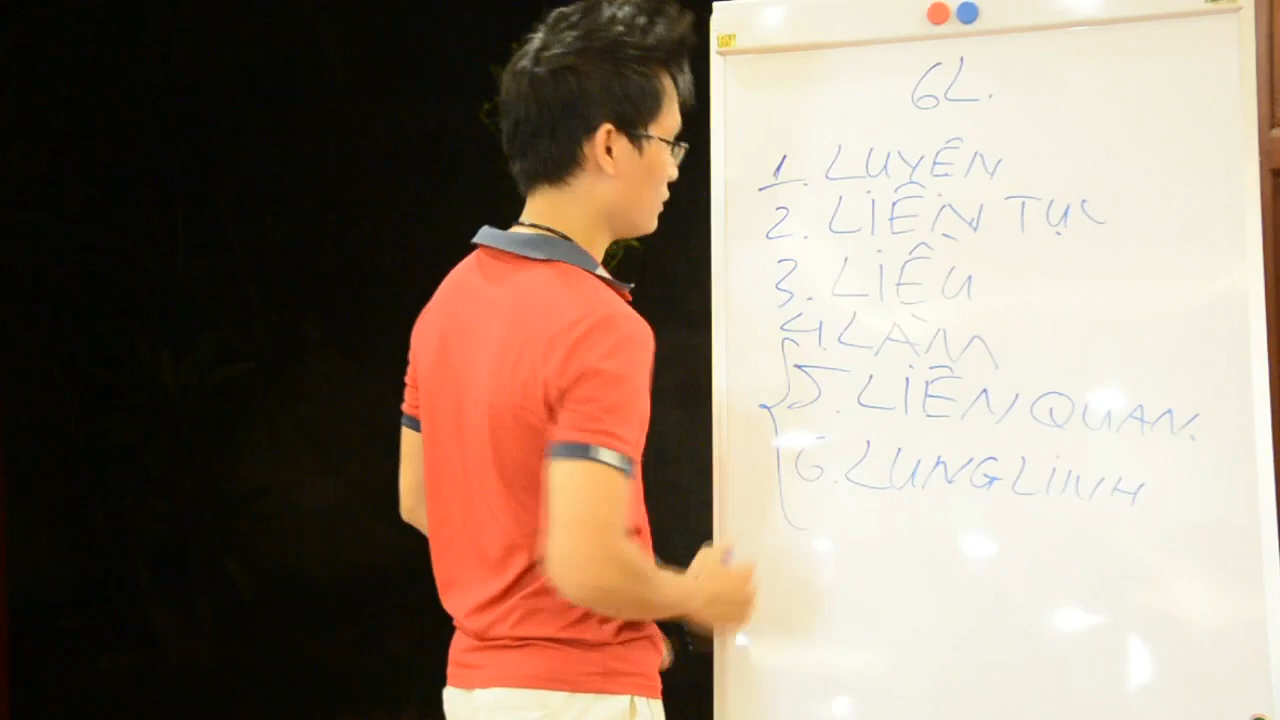 6L.
1. LUYÊN
2. LIÊN TỤC
3. LIỀU
4. LÀM
5. LIÊN QUAN.
6. LUNG LINH